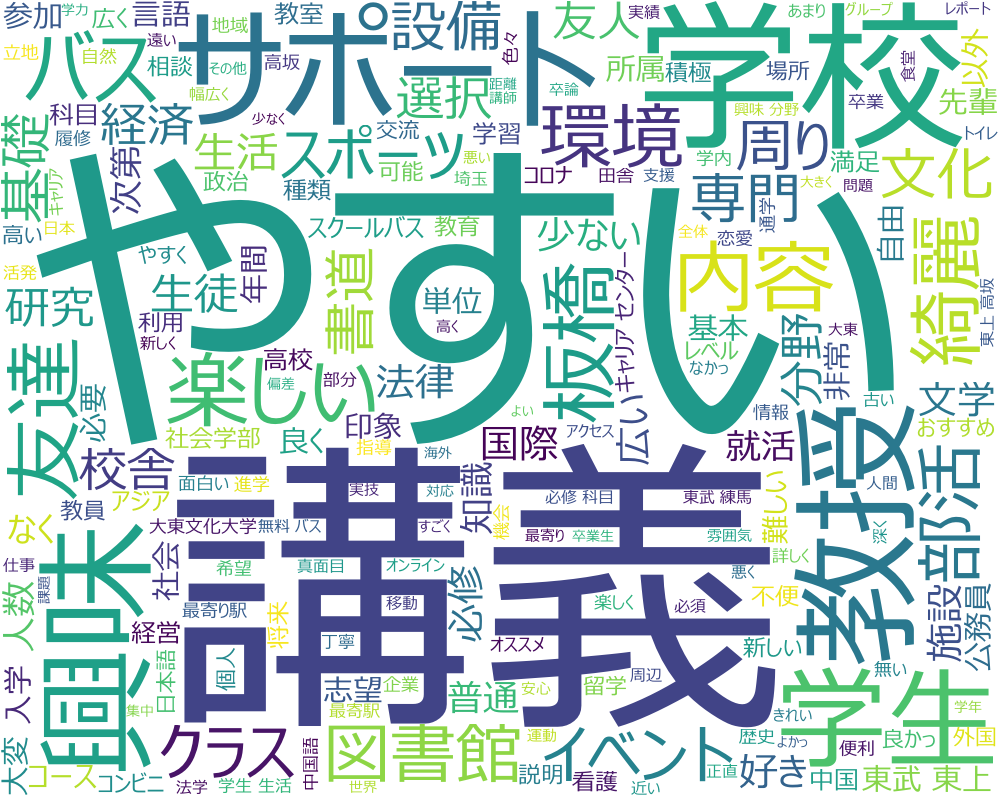 参加
学力
広く
言語
教室
サポート
設備
色々
友人
実績
あまり
グループ
レポート
立地
自然
バス
遠い
地域
相談
その他
高坂
選択
距離
講師
卒論
所属
積極
場所
学校
食堂
以外
基礎
科目
履修
経済
幅広く
少なく
スポーツ
交流
学習
環境
興味 分野
卒業
先輩
トイレ
次第
生活
政治
種類
可能
悪い
埼玉
コロナ
田舎
支援
周り
学内
満足
文化
高い
キャリア
日本
スクールバス
教育
少ない
専門
通学
大きく
問題
全体
恋愛
自由
活発
やすく
やすい
年間
研究
生徒
書道
単位
高く
板橋
センター
内容
綺麗
東上 高坂
利用
新しく
基本
レベル
なかっ
分野
非常
大東
友達
必要
楽しい
高校
偏差
部分
法律
キャリア
古い
社会学部
良く
印象
指導
よい
海外
国際
アクセス
広い
就活
情報
文学
おすすめ
校舎
教員
アジア
面白い
進学
実技
対応
知識
必修 科目
東武 練馬
教授
人間
部活
なく
大東文化大学
無料 バス
すごく
機会
最寄り
卒業生
雰囲気
難しい
詳しく
深く
仕事
課題
興味
社会
希望
真面目
オンライン
講義
悪く
人数
最寄り駅
将来
移動
必修
楽しく
必須
不便
施設
公務員
経営
丁寧
オススメ
新しい
無い
入学
日本語
個人
志望
企業
普通
安心
留学
周辺
学生
学年
集中
クラス
最寄駅
図書館
イベント
きれい
歴史
よかっ
良かっ
便利
外国
大変
コース
コンビニ
法学
学生 生活
中国語
世界
運動
説明
看護
近い
正直
好き
中国
東武 東上